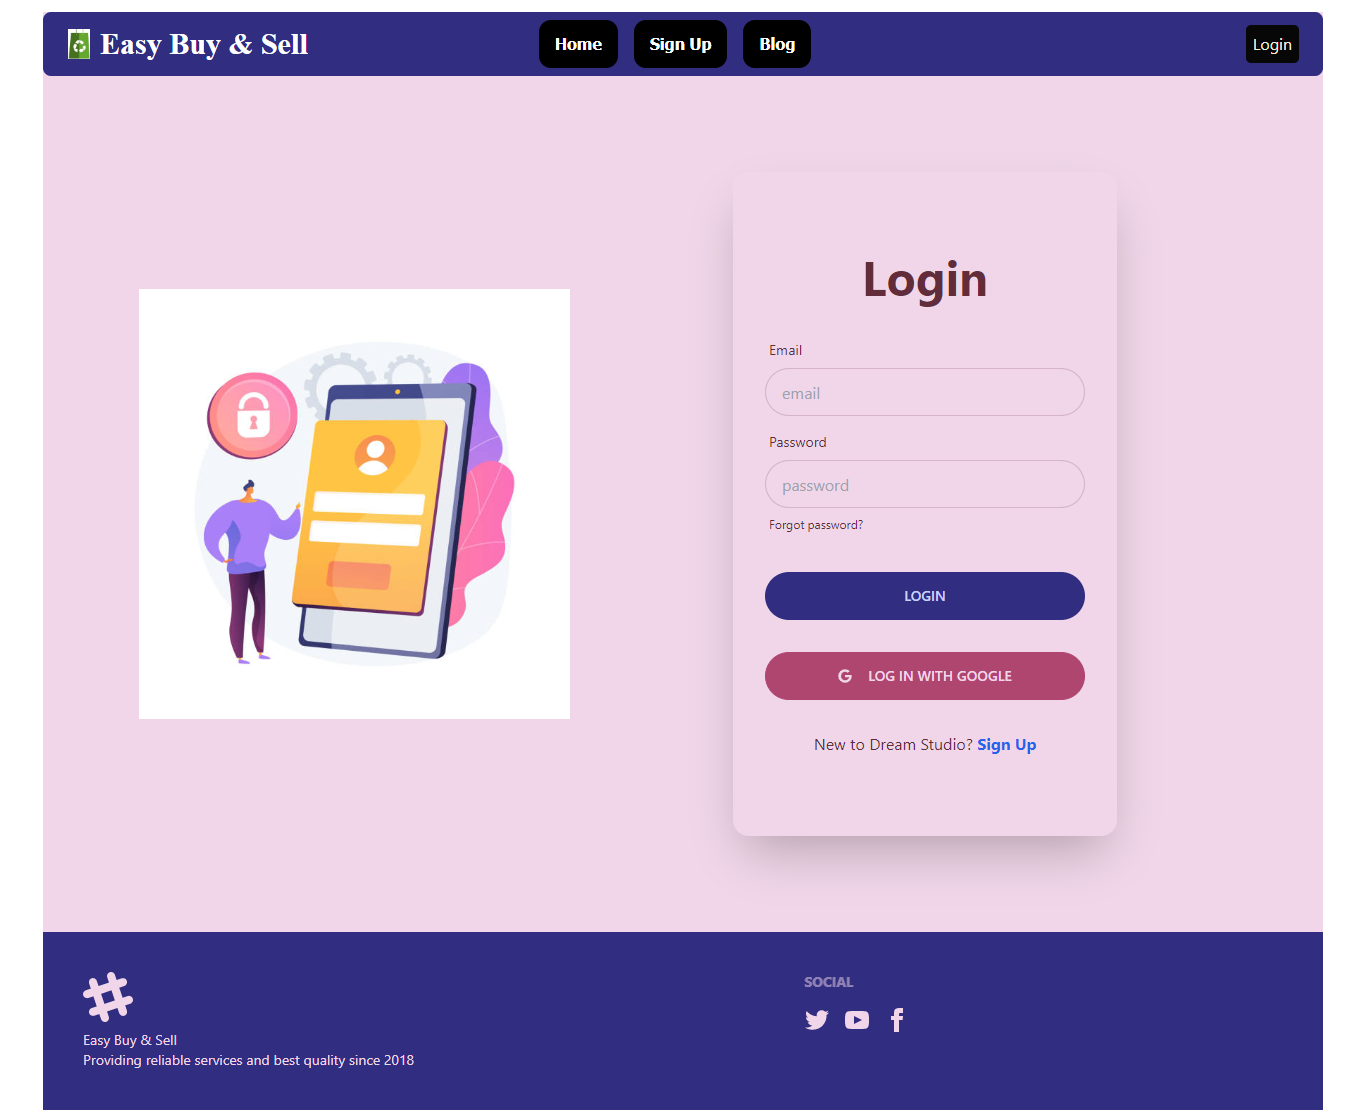 Easy Buy & Sell
Home
Sign Up
Blog
Login
Login
Email
email
Password
password
Forgot password?
LOGIN
LOG IN WITH GOOGLE
New to Dream Studio? Sign Up
Easy Buy & Sell
Providing reliable services and best quality since 2018
SOCIAL